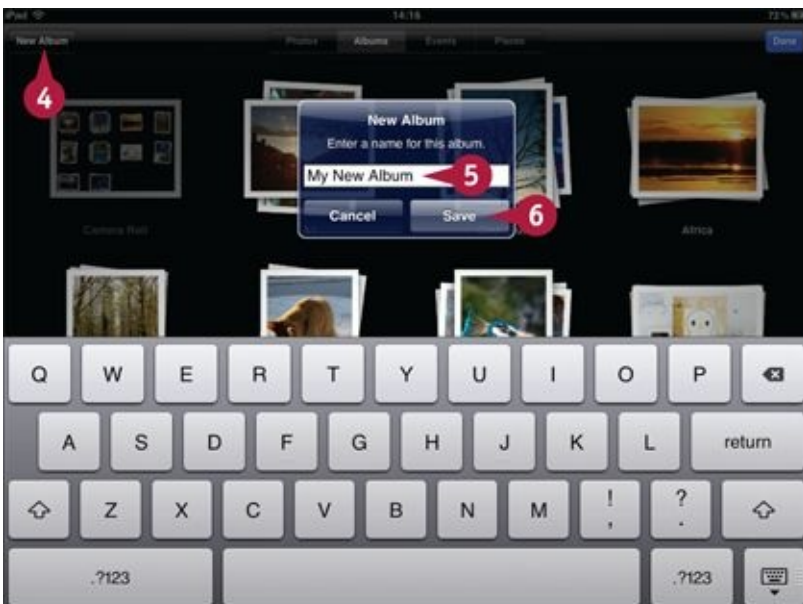 iPad 14:16 72%
New Album Photos Albums Events Places Done
4
New Album
Enter a name for this album.
My New Album 5
Cancel Save 6
Camera Roll Africa
Q W E R T Y U I O P
A S D F G H J K L return
Z X C V B N M ! , ? .
.?123 .?123